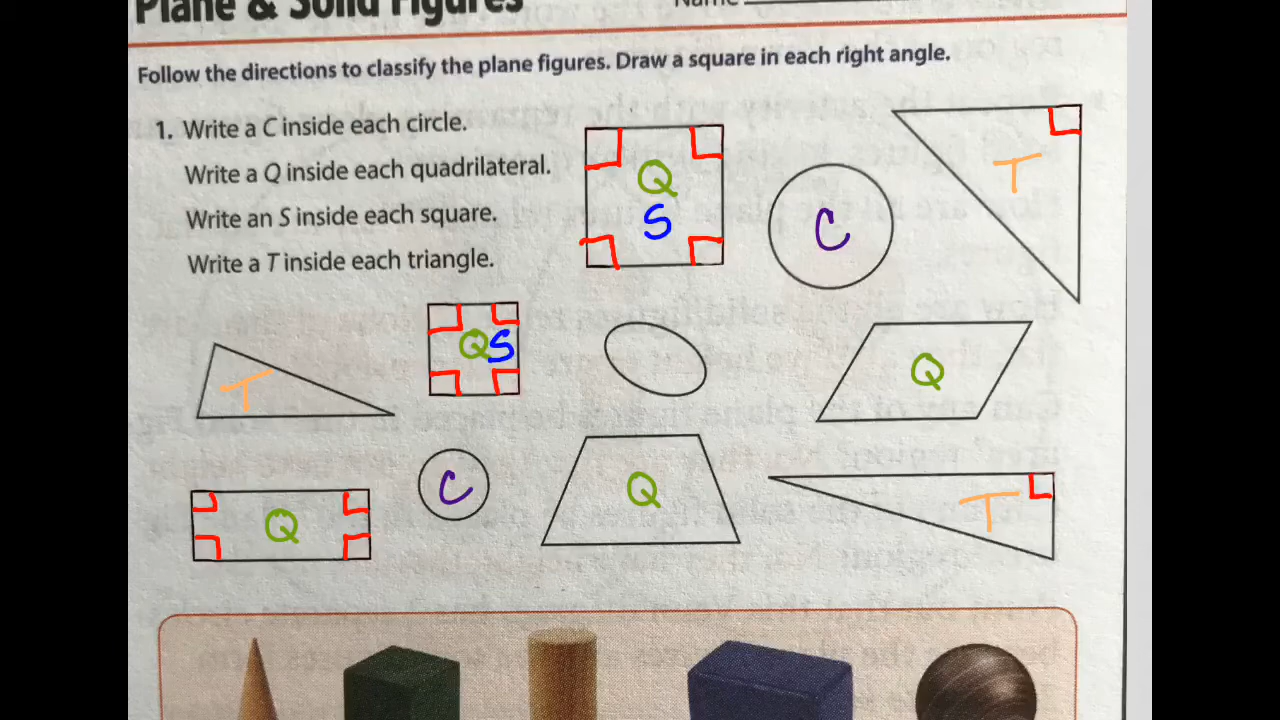 Plane & Solid Figures
Name
Follow the directions to classify the plane figures. Draw a square in each right angle.
1. Write a C inside each circle.
Write a Q inside each quadrilateral.
Write an S inside each square.
Write a T inside each triangle.
Q
S
C
T
T
Q S
Q
Q
C
Q
T